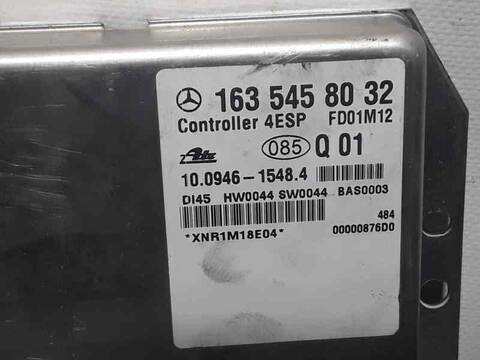 163 545 80 32
Controller 4ESP FD01M12
Ate 085 Q 01
10.0946-1548.4
DI45 HW0044 SW0044 BAS0003
484
*XNR1M18E04* 00000876D0